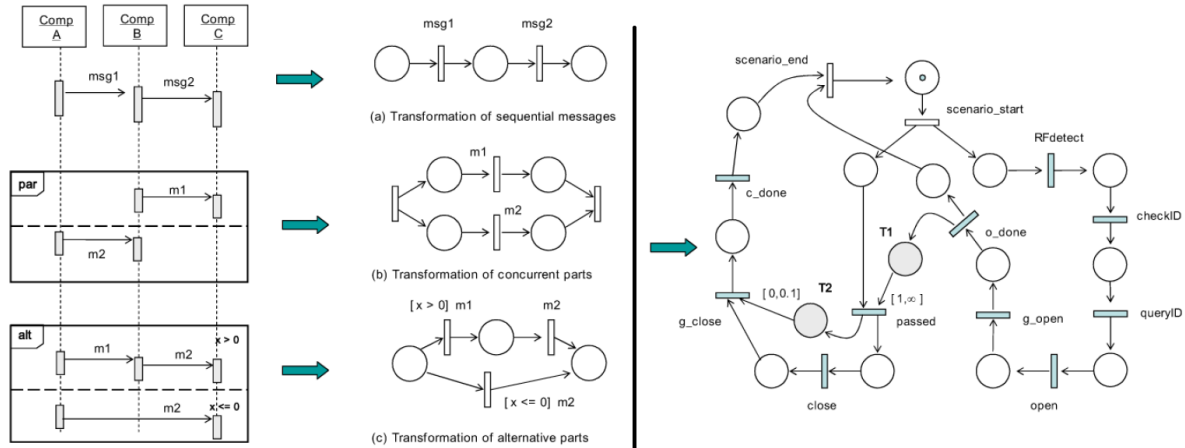 Comp
A
Comp
B
Comp
C
msg1
msg2
msg1
msg2
(a) Transformation of sequential messages
par
m1
m2
m1
m2
(b) Transformation of concurrent parts
alt
x > 0
m1
m2
x <= 0
m2
[ x > 0] m1
m2
[ x <= 0] m2
(c) Transformation of alternative parts
scenario_end
scenario_start
RFdetect
c_done
checkID
T1
o_done
[ 0,0.1]
T2
[ 1,∞ ]
g_close
passed
g_open
queryID
close
open